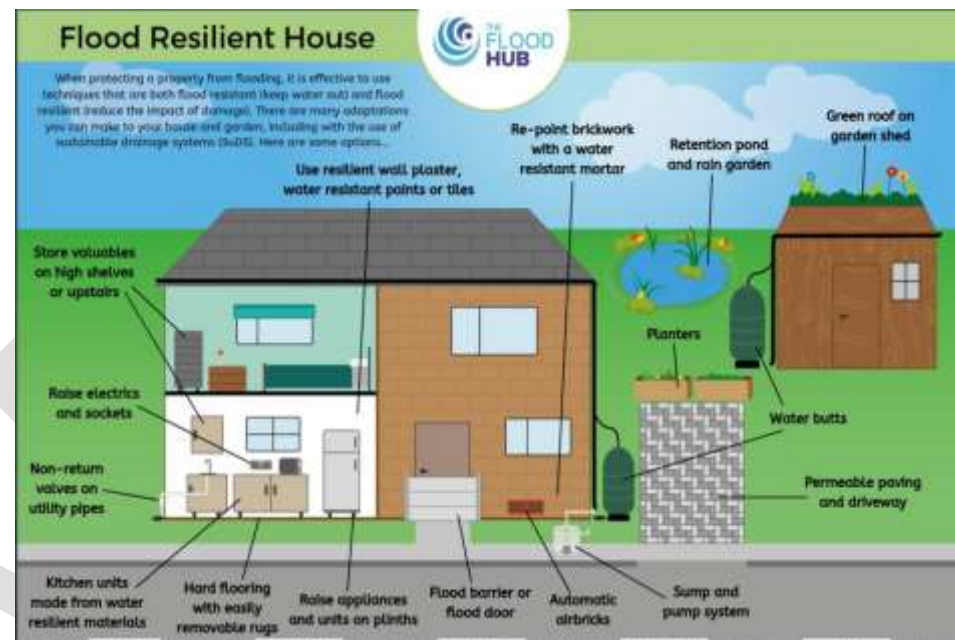 Flood Resilient House
THE
FLOOD
HUB
When protecting a property from flooding, it is effective to use
techniques that are both flood resistant (keep water out) and flood
resilient (reduce the impact of damage). There are many adaptations
you can make to your house and garden, including with the use of
sustainable drainage systems (SuDS). Here are some options...
Use resilient wall plaster,
water resistant paints or tiles
Re-point brickwork
with a water
resistant mortar
Retention pond
and rain garden
Green roof on
garden shed
Store valuables
on high shelves
or upstairs
Raise electrics
and sockets
Non-return
valves on
utility pipes
Planters
Water butts
Permeable paving
and driveway
Kitchen units
made from water
resilient materials
Hard flooring
with easily
removable rugs
Raise appliances
and units on plinths
Flood barrier or
flood door
Automatic
airbricks
Sump and
pump system